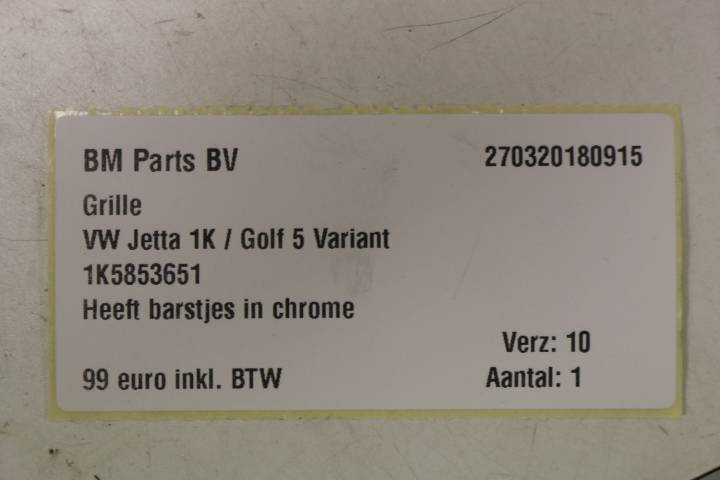 BM Parts BV 270320180915
Grille
VW Jetta 1K / Golf 5 Variant
1K5853651
Heeft barstjes in chrome
Verz: 10
99 euro inkl. BTW Aantal: 1